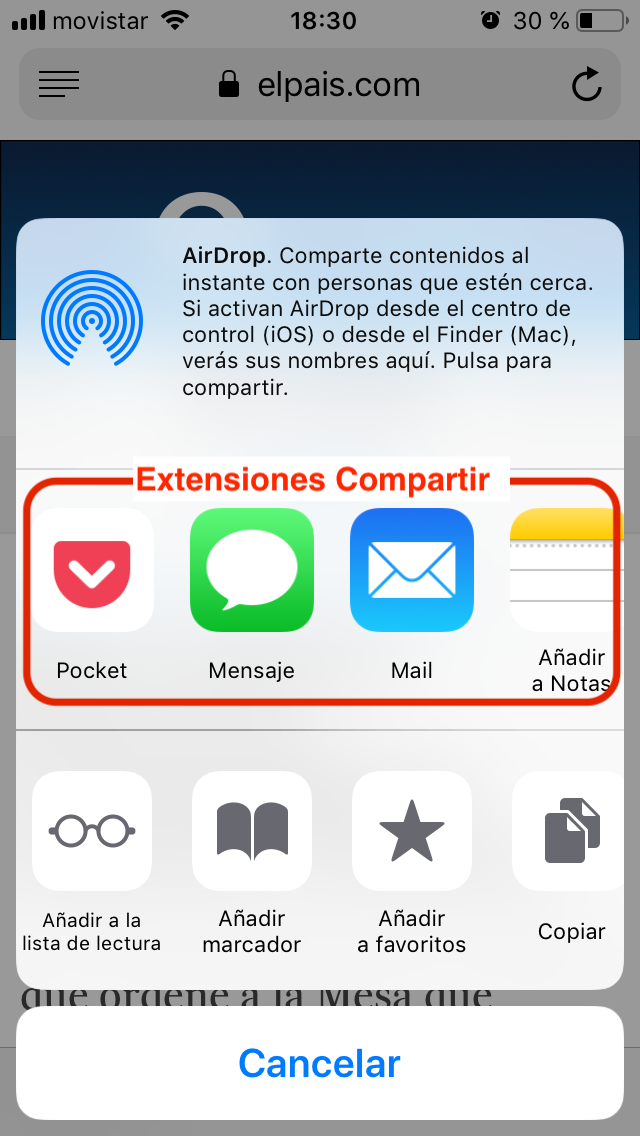 movistar 18:30 30 %
elpais.com
AirDrop. Comparte contenidos al
instante con personas que estén cerca.
Si activan AirDrop desde el centro de
control (iOS) o desde el Finder (Mac),
verás sus nombres aquí. Pulsa para
compartir.
Extensiones Compartir
Pocket
Mensaje
Mail
Añadir
a Notas
Añadir a la
lista de lectura
Añadir
marcador
Añadir
a favoritos
Copiar
que ordene a la Mesa que
Cancelar